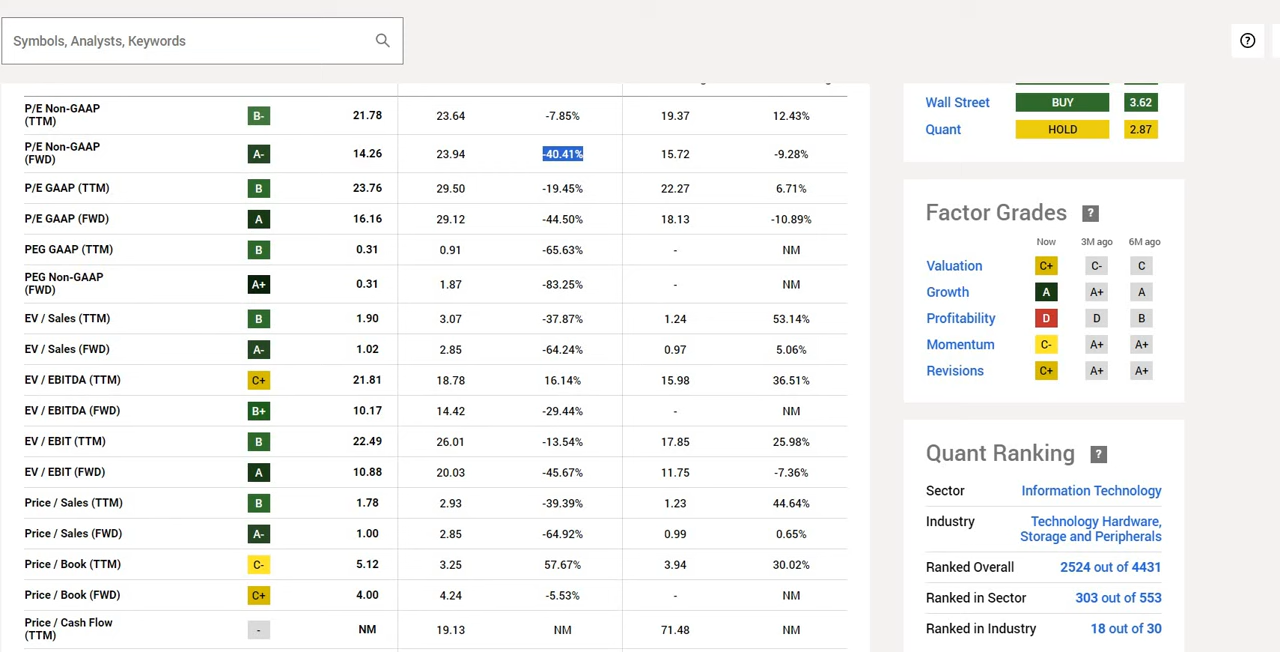 Symbols, Analysts, Keywords
?
P/E Non-GAAP
(TTM) B- 21.78 23.64 -7.85% 19.37 12.43%
P/E Non-GAAP
(FWD) A- 14.26 23.94 -40.41% 15.72 -9.28%
P/E GAAP (TTM) B 23.76 29.50 -19.45% 22.27 6.71%
P/E GAAP (FWD) A 16.16 29.12 -44.50% 18.13 -10.89%
PEG GAAP (TTM) B 0.31 0.91 -65.63% - NM
PEG Non-GAAP
(FWD) A+ 0.31 1.87 -83.25% - NM
EV / Sales (TTM) B 1.90 3.07 -37.87% 1.24 53.14%
EV / Sales (FWD) A- 1.02 2.85 -64.24% 0.97 5.06%
EV / EBITDA (TTM) C+ 21.81 18.78 16.14% 15.98 36.51%
EV / EBITDA (FWD) B+ 10.17 14.42 -29.44% - NM
EV / EBIT (TTM) B 22.49 26.01 -13.54% 17.85 25.98%
EV / EBIT (FWD) A 10.88 20.03 -45.67% 11.75 -7.36%
Price / Sales (TTM) B 1.78 2.93 -39.39% 1.23 44.64%
Price / Sales (FWD) A- 1.00 2.85 -64.92% 0.99 0.65%
Price / Book (TTM) C- 5.12 3.25 57.67% 3.94 30.02%
Price / Book (FWD) C+ 4.00 4.24 -5.53% - NM
Price / Cash Flow
(TTM) - NM 19.13 NM 71.48 NM
Wall Street BUY 3.62
Quant HOLD 2.87
Factor Grades ?
Now 3M ago 6M ago
Valuation C+ C- C
Growth A A+ A
Profitability D D B
Momentum C- A+ A+
Revisions C+ A+ A+
Quant Ranking ?
Sector Information Technology
Industry Technology Hardware,
Storage and Peripherals
Ranked Overall 2524 out of 4431
Ranked in Sector 303 out of 553
Ranked in Industry 18 out of 30